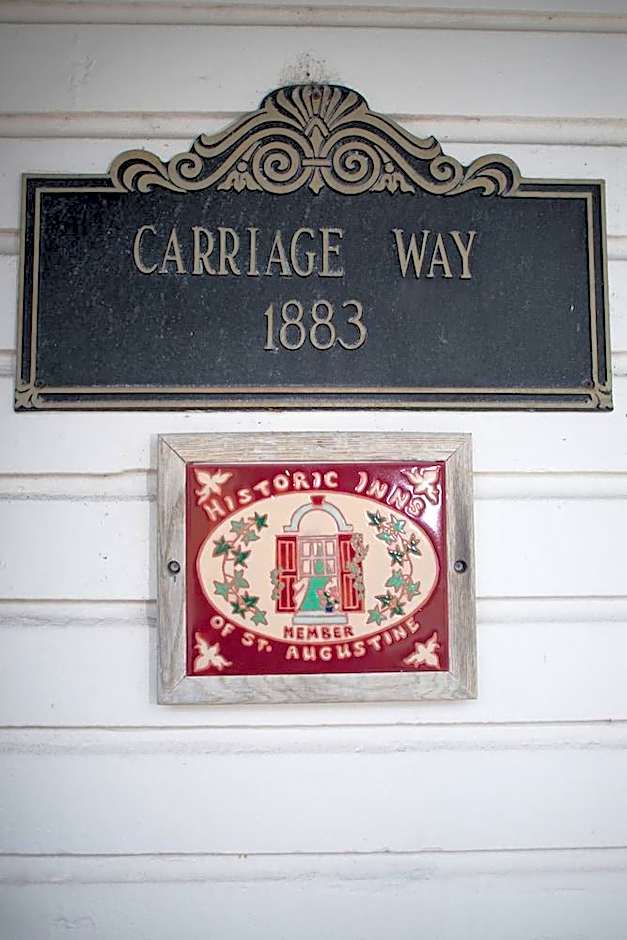 CARRIAGE WAY
1883
HISTORIC INNS
MEMBER
OF ST. AUGUSTINE